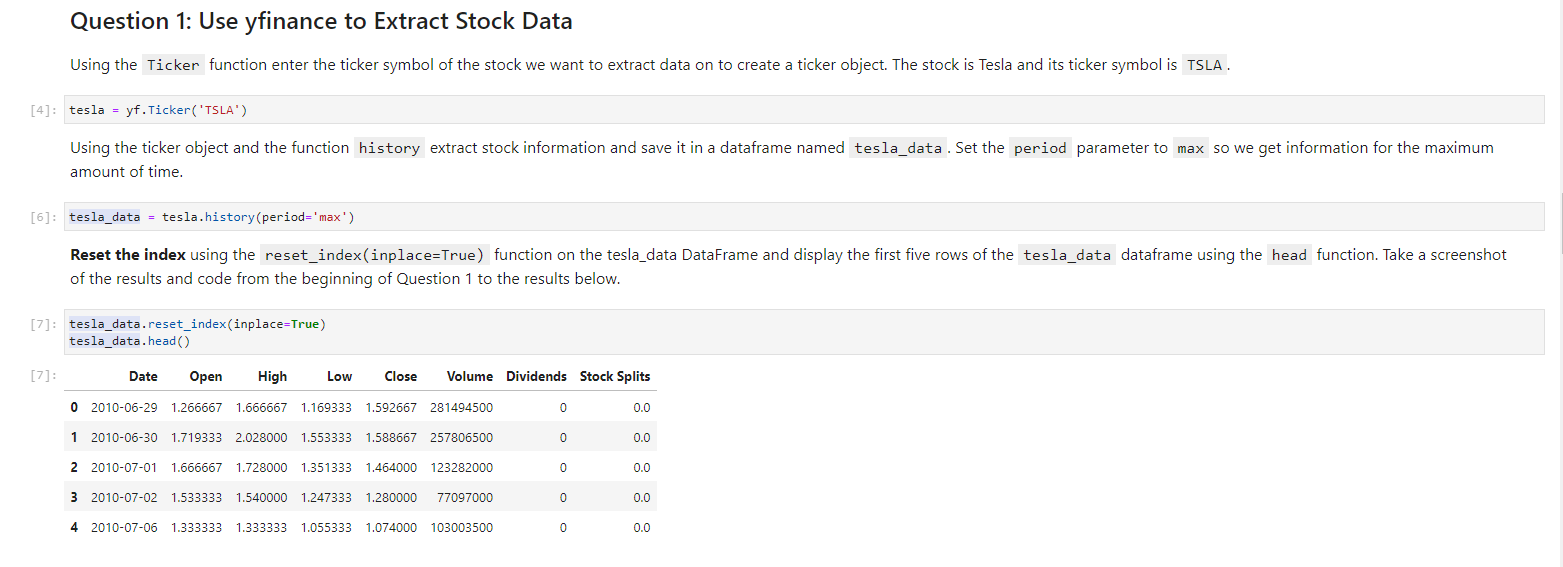 Question 1: Use yfinance to Extract Stock Data
Using the Ticker function enter the ticker symbol of the stock we want to extract data on to create a ticker object. The stock is Tesla and its ticker symbol is TSLA.
[4]: tesla = yf.Ticker('TSLA')
Using the ticker object and the function history extract stock information and save it in a dataframe named tesla_data. Set the period parameter to max so we get information for the maximum
amount of time.
[6]: tesla_data = tesla.history(period='max')
Reset the index using the reset_index(inplace=True) function on the tesla_data DataFrame and display the first five rows of the tesla_data dataframe using the head function. Take a screenshot
of the results and code from the beginning of Question 1 to the results below.
[7]: tesla_data.reset_index(inplace=True)
tesla_data.head()
[7]: Date Open High Low Close Volume Dividends Stock Splits
0 2010-06-29 1.266667 1.666667 1.169333 1.592667 281494500 0 0.0
1 2010-06-30 1.719333 2.028000 1.553333 1.588667 257806500 0 0.0
2 2010-07-01 1.666667 1.728000 1.351333 1.464000 123282000 0 0.0
3 2010-07-02 1.533333 1.540000 1.247333 1.280000 77097000 0 0.0
4 2010-07-06 1.333333 1.333333 1.055333 1.074000 103003500 0 0.0